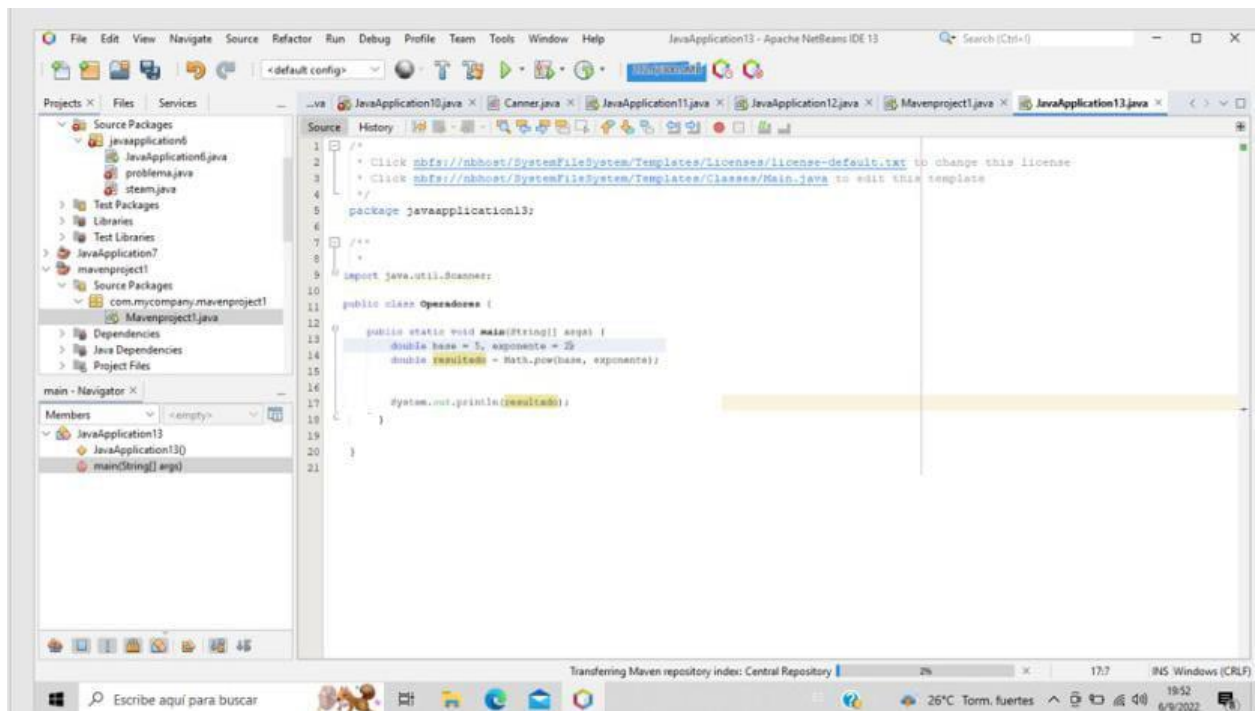 File Edit View Navigate Source Refactor Run Debug Profile Team Tools Window Help JavaApplication13 - Apache NetBeans IDE 13 Search (Ctrl+I)
<default config>
Projects Files Services
...va JavaApplication10.java Canner.java JavaApplication11.java JavaApplication12.java Mavenproject1.java JavaApplication13.java
Source Packages
javaapplication6
JavaApplication6.java
problema.java
steam.java
Test Packages
Libraries
Test Libraries
JavaApplication7
mavenproject1
Source Packages
com.mycompany.mavenproject1
Mavenproject1.java
Dependencies
Java Dependencies
Project Files
main - Navigator
Members <empty>
JavaApplication13
JavaApplication13()
main(String[] args)
Source History
1 /*
2 * Click nbfs://nbhost/SystemFileSystem/Templates/Licenses/license-default.txt to change this license
3 * Click nbfs://nbhost/SystemFileSystem/Templates/Classes/Main.java to edit this template
4 */
5 package javaapplication13;
6
7 /**
8 *
9 import java.util.Scanner;
10
11 public class Operadores {
12
13 public static void main(String[] args) {
14 double base = 5, exponente = 2;
15 double resultado = Math.pow(base, exponente);
16
17 System.out.println(resultado);
18 }
19
20 }
21
Transferring Maven repository index: Central Repository 2% 17:7 INS Windows (CRLF)
Escribe aquí para buscar
26°C Torm. fuertes
19:52
6/9/2022